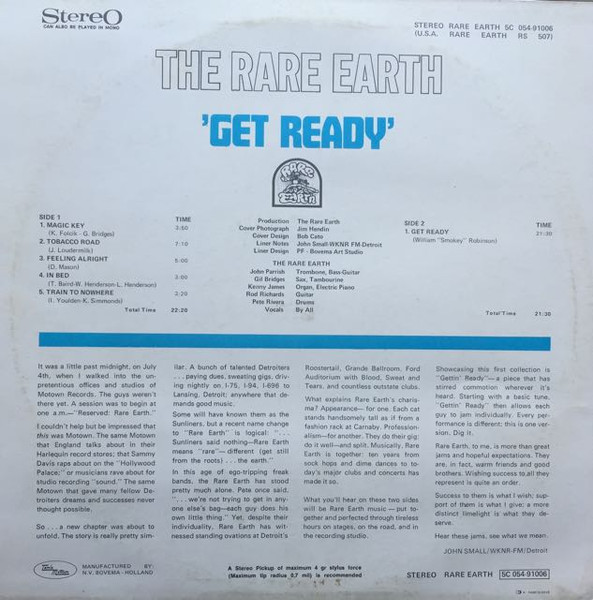 StereO
CAN ALSO BE PLAYED IN MONO
STEREO RARE EARTH 5C 054-91006
(U.S.A. RARE EARTH RS 507)
THE RARE EARTH
'GET READY'
RARE
EARTH
SIDE 1 TIME
1. MAGIC KEY 3:50
(K. Folcik - G. Bridges)
2. TOBACCO ROAD 7:10
(J. Loudermilk)
3. FEELING ALRIGHT 5:00
(D. Mason)
4. IN BED 3:00
(T. Baird-W. Henderson-L. Henderson)
5. TRAIN TO NOWHERE 3:20
(I. Youlden-K. Simmonds)
Total Time 22:20
Production The Rare Earth
Cover Photograph Jim Hendin
Cover Design Bob Cato
Liner Notes John Small-WKNR FM-Detroit
Liner Design PF - Bovema Art Studio
THE RARE EARTH
John Parrish Trombone, Bass-Guitar
Gil Bridges Sax, Tambourine
Kenny James Organ, Electric Piano
Rod Richards Guitar
Pete Rivera Drums
Vocals By All
SIDE 2 TIME
1. GET READY 21:30
(William "Smokey" Robinson)
Total Time 21:30
It was a little past midnight, on July
4th, when I walked into the un-
pretentious offices and studios of
Motown Records. The guys weren't
there yet. A session was to begin at
one a.m.—"Reserved: Rare Earth."
I couldn't help but be impressed that
this was Motown. The same Motown
that England talks about in their
Harlequin record stores; that Sammy
Davis raps about on the "Hollywood
Palace;" or musicians rave about for
studio recording "sound." The same
Motown that gave many fellow De-
troiters dreams and successes never
thought possible.
So . . . a new chapter was about to
unfold. The story is really pretty sim-
ilar. A bunch of talented Detroiters
. . . paying dues, sweating gigs, driv-
ing nightly on I-75, I-94, I-696 to
Lansing, Detroit; anywhere that de-
mands good music.
Some will have known them as the
Sunliners, but a recent name change
to "Rare Earth" is logical: ". . .
Sunliners said nothing—Rare Earth
means "rare"— different (get still
from the roots) . . . the earth."
In this age of ego-tripping freak
bands, the Rare Earth has stood
pretty much alone. Pete once said,
". . .we're not trying to get in any-
one else's bag—each guy does his
own little thing." Yet, despite their
individuality, Rare Earth has wit-
nessed standing ovations at Detroit's
Roostertail, Grande Ballroom, Ford
Auditorium with Blood, Sweat and
Tears, and countless outstate clubs.
What explains Rare Earth's charis-
ma? Appearance— for one. Each cat
stands handsomely tall as if from a
fashion rack at Carnaby. Profession-
alism—for another. They do their gig;
do it well—and split. Musically, Rare
Earth is together: ten years from
sock hops and dime dances to to-
day's major clubs and concerts has
made it so.
What you'll hear on these two sides
will be Rare Earth music — put to-
gether and perfected through tireless
hours on stages, on the road, and in
the recording studio.
Showcasing this first collection is
"Gettin' Ready"—a piece that has
stirred commotion wherever it's
heard. Starting with a basic tune,
"Gettin' Ready" then allows each
guy to jam individually. Every per-
formance is different; this is one ver-
sion. Dig it.
Rare Earth, to me, is more than great
jams and hopeful expectations. They
are, in fact, warm friends and good
brothers. Wishing success to all they
represent is quite an order.
Success to them is what I wish; sup-
port of them is what I give; a more
distinct limelight is what they de-
serve.
Hear these jams, see what we mean.
JOHN SMALL/WKNR-FM/Detroit
Tamla Motown
MANUFACTURED BY:
N.V. BOVEMA - HOLLAND
A Stereo Pickup of maximum 4 gr stylus force
(Maximum tip radius 0,7 mil) is recommended
STEREO RARE EARTH 5C 054-91006